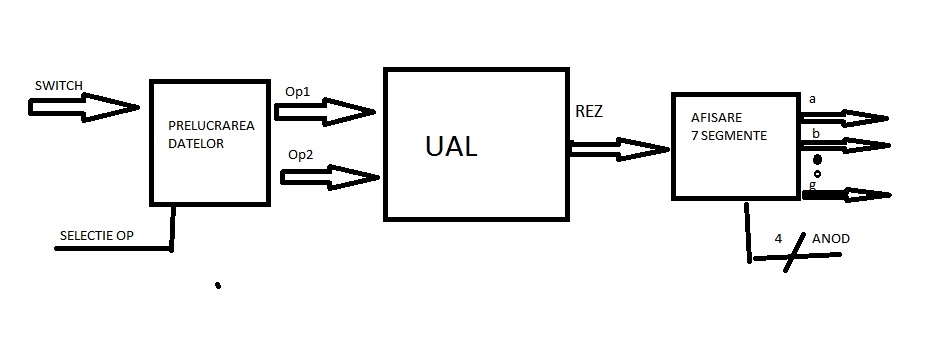 SWITCH
PRELUCRAREA
DATELOR
SELECTIE OP
Op1
Op2
UAL
REZ
AFISARE
7 SEGMENTE
a
b
g
4
ANOD